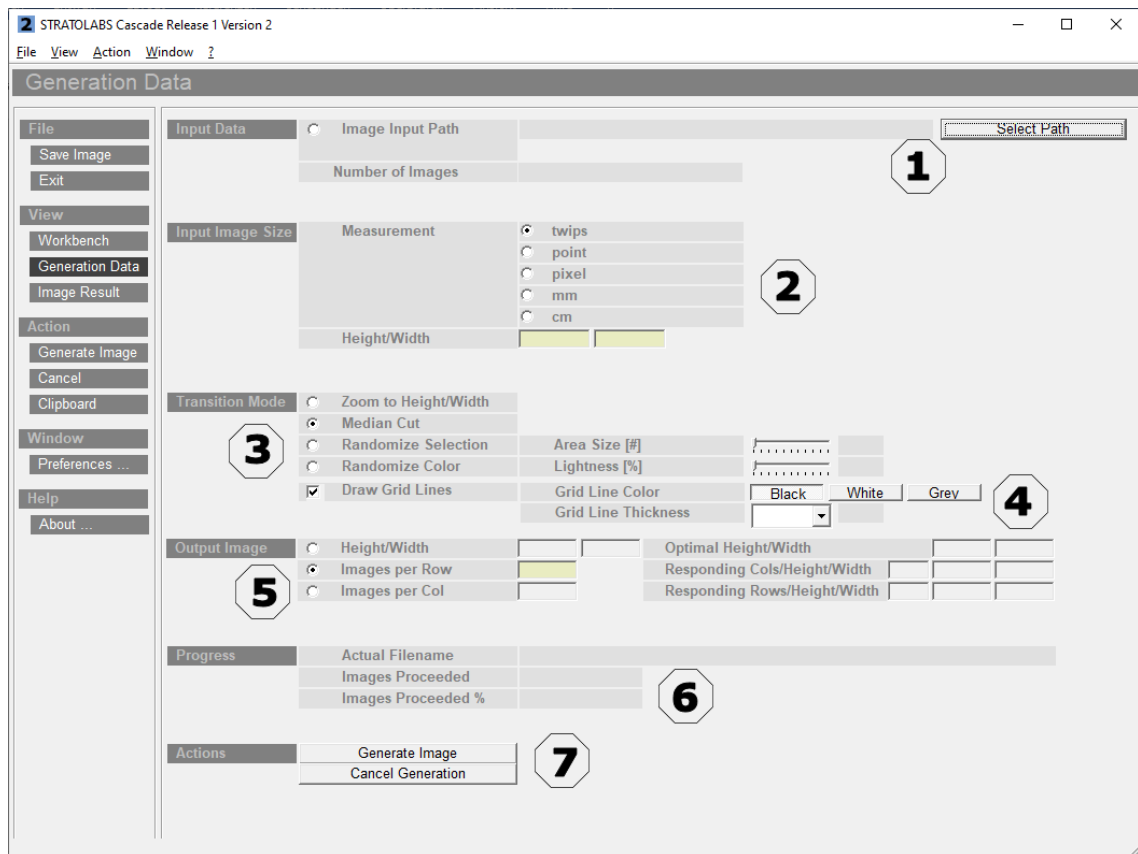 2 STRATOLABS Cascade Release 1 Version 2
File View Action Window ?
Generation Data
File
Save Image
Exit
View
Workbench
Generation Data
Image Result
Action
Generate Image
Cancel
Clipboard
Window
Preferences ...
Help
About ...
Input Data Image Input Path Select Path
1
Number of Images
Input Image Size Measurement twips
point
pixel
2
mm
cm
Height/Width
Transition Mode Zoom to Height/Width
Median Cut
3
Randomize Selection Area Size [#]
Randomize Color Lightness [%]
Draw Grid Lines Grid Line Color Black White Grey
4
Grid Line Thickness
Output Image Height/Width Optimal Height/Width
Images per Row Responding Cols/Height/Width
5
Images per Col Responding Rows/Height/Width
Progress Actual Filename
Images Proceeded
6
Images Proceeded %
Actions Generate Image
7
Cancel Generation